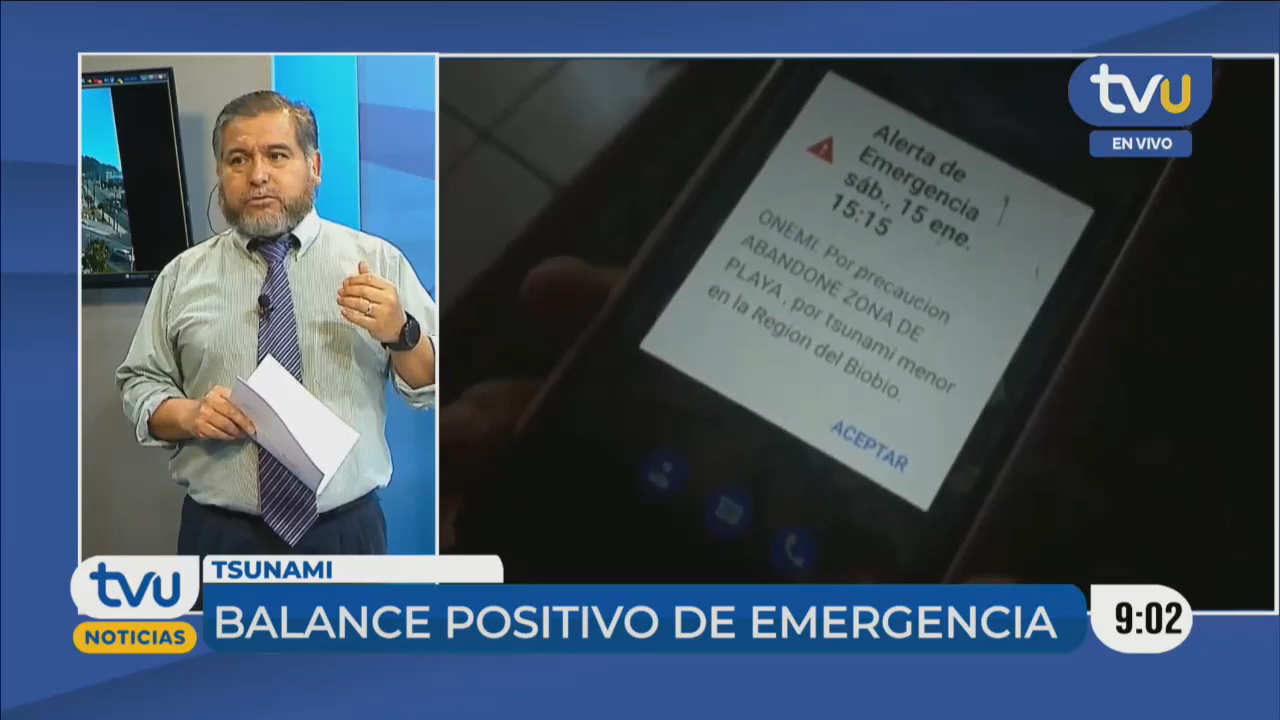 tvu
EN VIVO
Alerta de
Emergencia
sáb., 15 ene.
15:15
ONEMI: Por precaucion
ABANDONE ZONA DE
PLAYA , por tsunami menor
en la Region del Biobio.
ACEPTAR
tvu
NOTICIAS
TSUNAMI
BALANCE POSITIVO DE EMERGENCIA
9:02